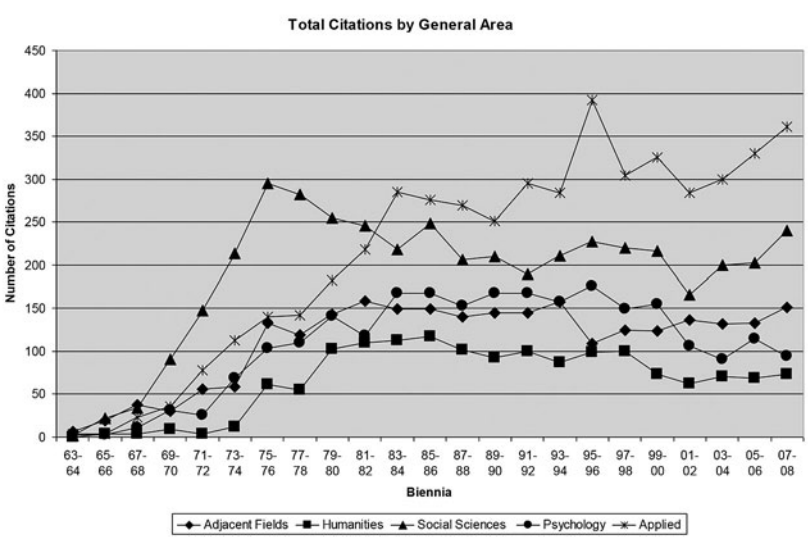 Total Citations by General Area
450
400
350
300
250
200
150
100
50
0
Number of Citations
63- 65- 67- 69- 71- 73- 75- 77- 79- 81- 83- 85- 87- 89- 91- 93- 95- 97- 99- 01- 03- 05- 07-
64 66 68 70 72 74 76 78 80 82 84 86 88 90 92 94 96 98 00 02 04 06 08
Biennia
Adjacent Fields Humanities Social Sciences Psychology Applied